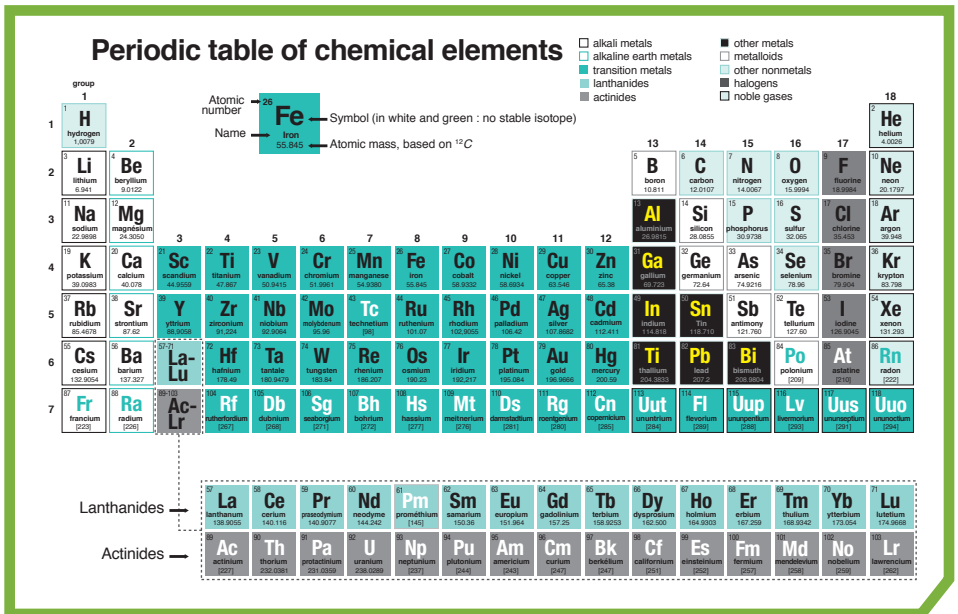 Periodic table of chemical elements
alkali metals
alkaline earth metals
transition metals
lanthanides
actinides
other metals
metalloids
other nonmetals
halogens
noble gases
Atomic number
Name
26
Fe
Iron
55.845
Symbol (in white and green : no stable isotope)
Atomic mass, based on ¹²C
group
1 18
1
1 2
H He
hydrogen helium
1,0079 4.0026
2 13 14 15 16 17
2
3 4 5 6 7 8 9 10
Li Be B C N O F Ne
lithium beryllium boron carbon nitrogen oxygen fluorine neon
6.941 9.0122 10.811 12.0107 14.0067 15.9994 18.9984 20.1797
3
11 12 13 14 15 16 17 18
Na Mg Al Si P S Cl Ar
sodium magnésium aluminium silicon phosphorus sulfur chlorine argon
22.9898 24.3050 26.9815 28.0855 30.9738 32.065 35.453 39.948
3 4 5 6 7 8 9 10 11 12
4
19 20 21 22 23 24 25 26 27 28 29 30 31 32 33 34 35 36
K Ca Sc Ti V Cr Mn Fe Co Ni Cu Zn Ga Ge As Se Br Kr
potassium calcium scandium titanium vanadium chromium manganese iron cobalt nickel copper zinc gallium germanium arsenic selenium bromine krypton
39.0983 40.078 44.9559 47.867 50.9415 51.9961 54.9380 55.845 58.9332 58.6934 63.546 65.38 69.723 72.64 74.9216 78.96 79.904 83.798
5
37 38 39 40 41 42 43 44 45 46 47 48 49 50 51 52 53 54
Rb Sr Y Zr Nb Mo Tc Ru Rh Pd Ag Cd In Sn Sb Te I Xe
rubidium strontium yttrium zirconium niobium molybdenum technetium ruthenium rhodium palladium silver cadmium indium Tin antimony tellurium iodine xenon
85.4678 87.62 88,9058 91,224 92.9064 95.96 [98] 101.07 102.9055 106.42 107.8682 112.411 114.818 118.710 121.760 127.60 126.9045 131.293
6
55 56 57-71 72 73 74 75 76 77 78 79 80 81 82 83 84 85 86
Cs Ba La-Lu Hf Ta W Re Os Ir Pt Au Hg Ti Pb Bi Po At Rn
cesium barium hafnium tantale tungsten rhenium osmium iridium platinum gold mercury thallium lead bismuth polonium astatine radon
132.9054 137.327 178.49 180.9479 183.84 186.207 190.23 192,217 195.084 196.9666 200.59 204.3833 207.2 208.9804 [209] [210] [222]
7
87 88 89-103 104 105 106 107 108 109 110 111 112 113 114 115 116 117 118
Fr Ra Ac-Lr Rf Db Sg Bh Hs Mt Ds Rg Cn Uut Fl Uup Lv Uus Uuo
francium radium rutherfordium dubnium seaborgium bohrium hassium meitnerium darmstadtium roentgenium copernicium ununtrium flevorium ununpentium livermorium ununseptium ununoctium
[223] [226] [267] [268] [271] [272] [277] [276] [281] [280] [285] [284] [289] [288] [293] [291] [294]
Lanthanides
57 58 59 60 61 62 63 64 65 66 67 68 69 70 71
La Ce Pr Nd Pm Sm Eu Gd Tb Dy Ho Er Tm Yb Lu
lanthanum cerium neodyme prométhium samarium europium gadolinium terbium dysprosium holmium erbium thulium ytterbium lutetium
138.9055 140.116 140.9077 144.242 [145] 150.36 151.964 157.25 158.9253 162.500 164.9303 167.259 168.9342 173.054 174.9668
Actinides
89 90 91 92 93 94 95 96 97 98 99 100 101 102 103
Ac Th Pa U Np Pu Am Cm Bk Cf Es Fm Md No Lr
actinium thorium protactinium uranium neptúnium plutonium americium curium berkélium californium einsteinium fermium mendelevium nobelium lawrencium
[227] 232.0381 231.0359 238.0289 [237] [244] [243] [247] [247] [251] [252] [257] [258] [259] [262]